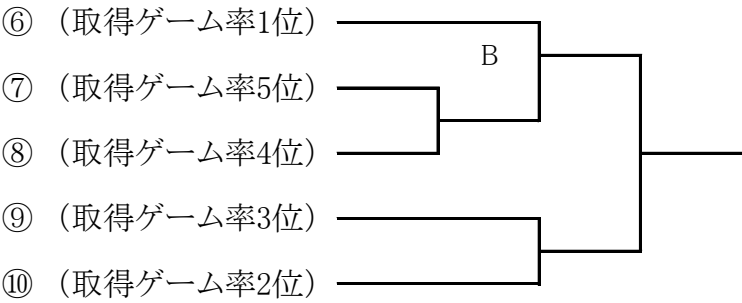 ⑥ （取得ゲーム率1位）
B
⑦ （取得ゲーム率5位）
⑧ （取得ゲーム率4位）
⑨ （取得ゲーム率3位）
⑩ （取得ゲーム率2位）